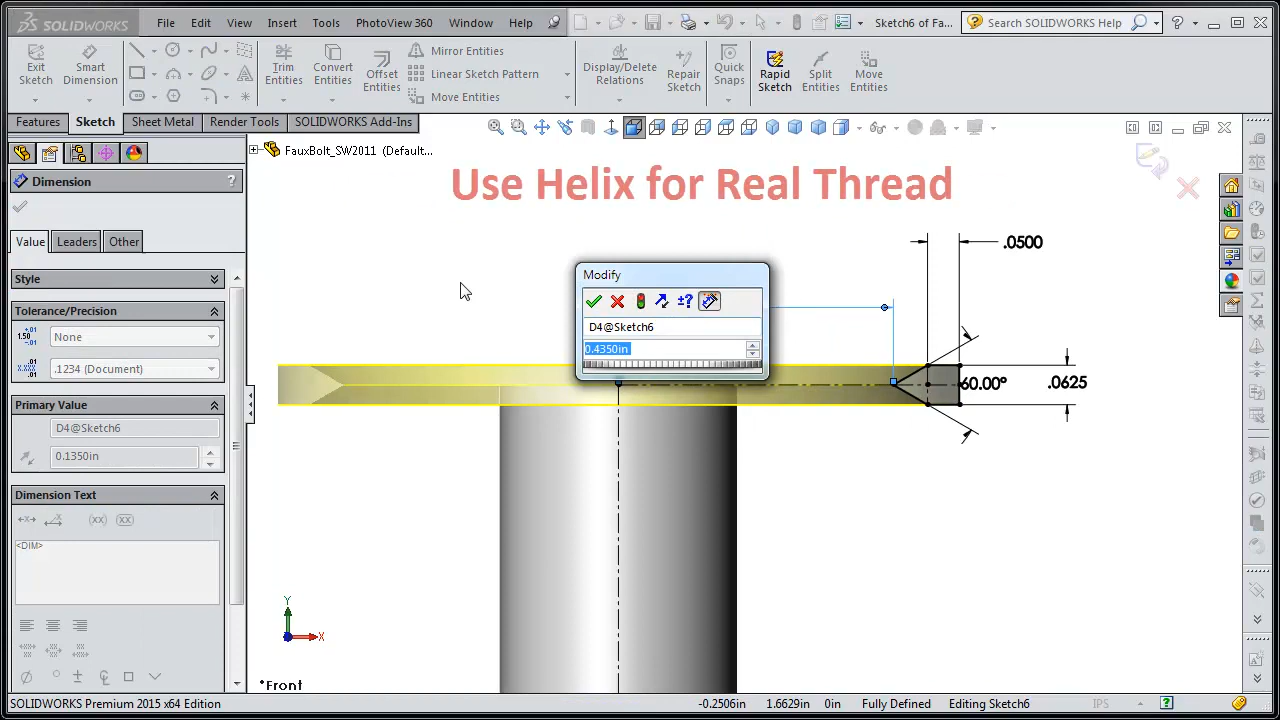 SOLIDWORKS File Edit View Insert Tools PhotoView 360 Window Help Sketch6 of Fa... Search SOLIDWORKS Help
Exit Sketch
Smart Dimension
Trim Entities
Convert Entities
Offset Entities
Mirror Entities
Linear Sketch Pattern
Move Entities
Display/Delete Relations
Repair Sketch
Quick Snaps
Rapid Sketch
Split Entities
Move Entities
Features Sketch Sheet Metal Render Tools SOLIDWORKS Add-Ins
FauxBolt_SW2011 (Default...
Dimension ?
Use Helix for Real Thread
Value Leaders Other
.0500
Style
Modify
Tolerance/Precision
D4@Sketch6
None
0.4350in
.1234 (Document)
60.00°
.0625
Primary Value
D4@Sketch6
0.1350in
Dimension Text
(xx) (xx)
<DIM>
Y
X
*Front
SOLIDWORKS Premium 2015 x64 Edition -0.2506in 1.6629in 0in Fully Defined Editing Sketch6 IPS